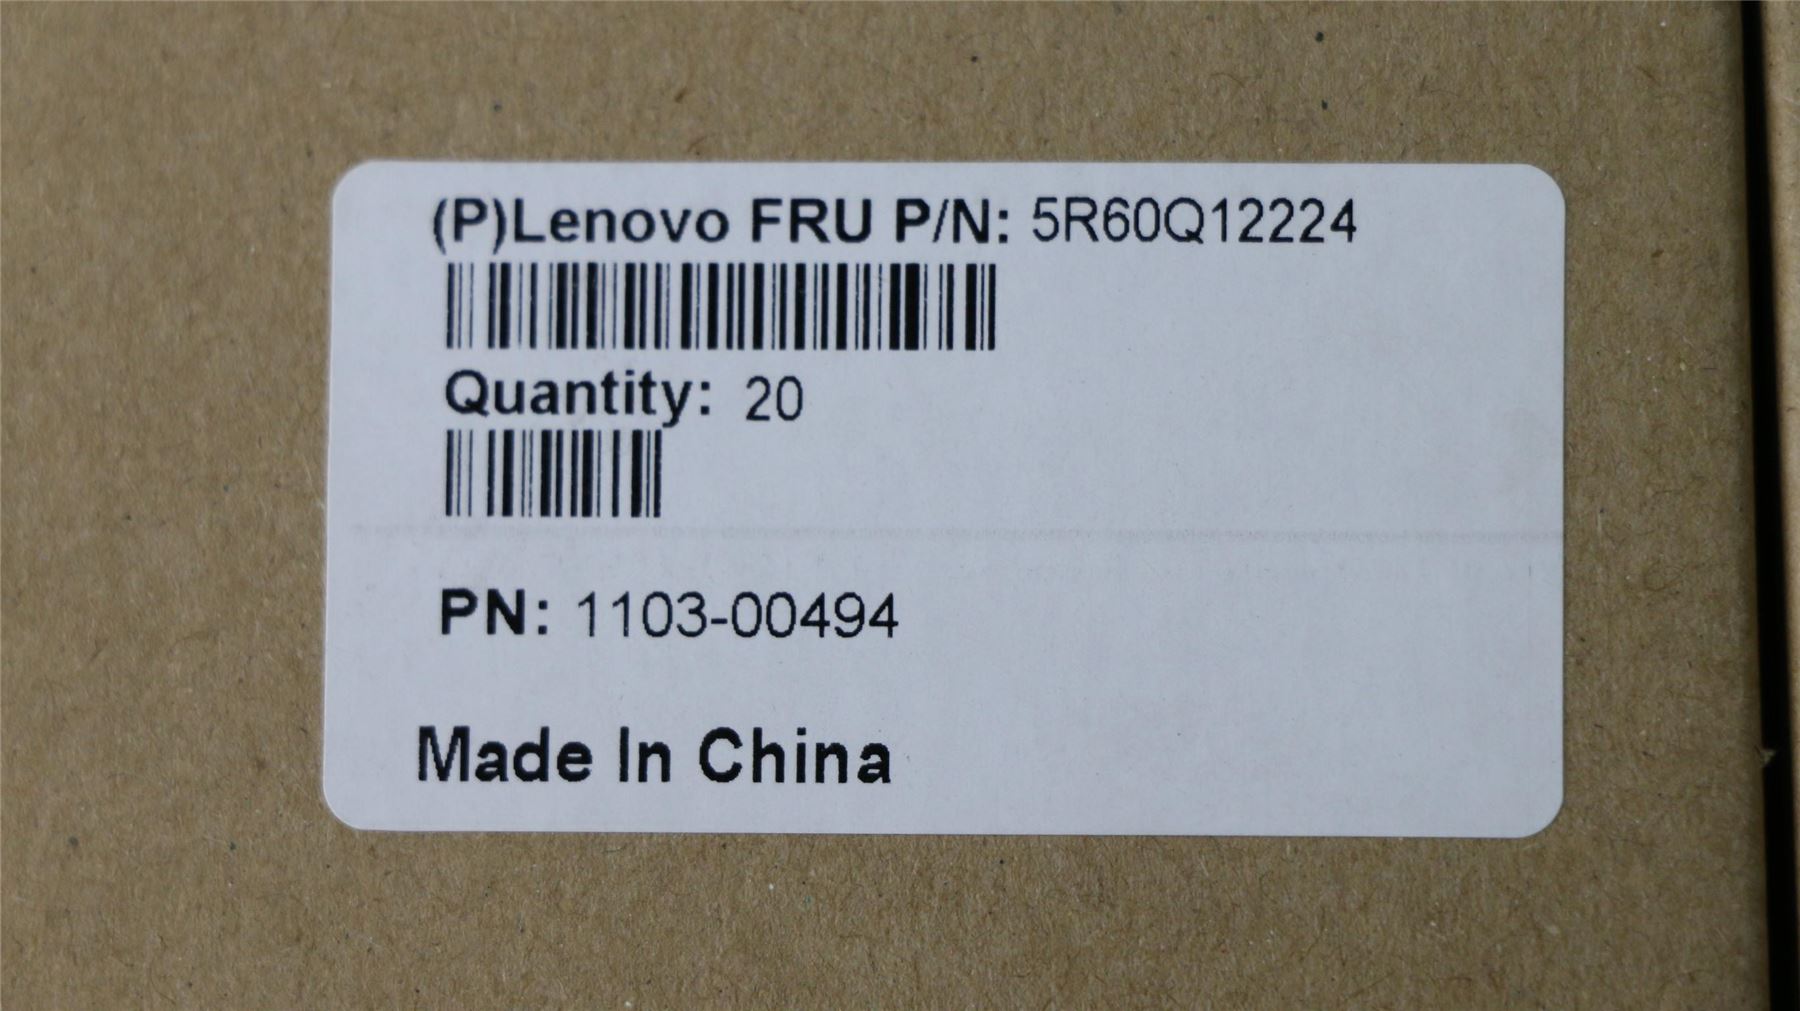 (P)Lenovo FRU P/N: 5R60Q12224
Quantity: 20
PN: 1103-00494
Made In China